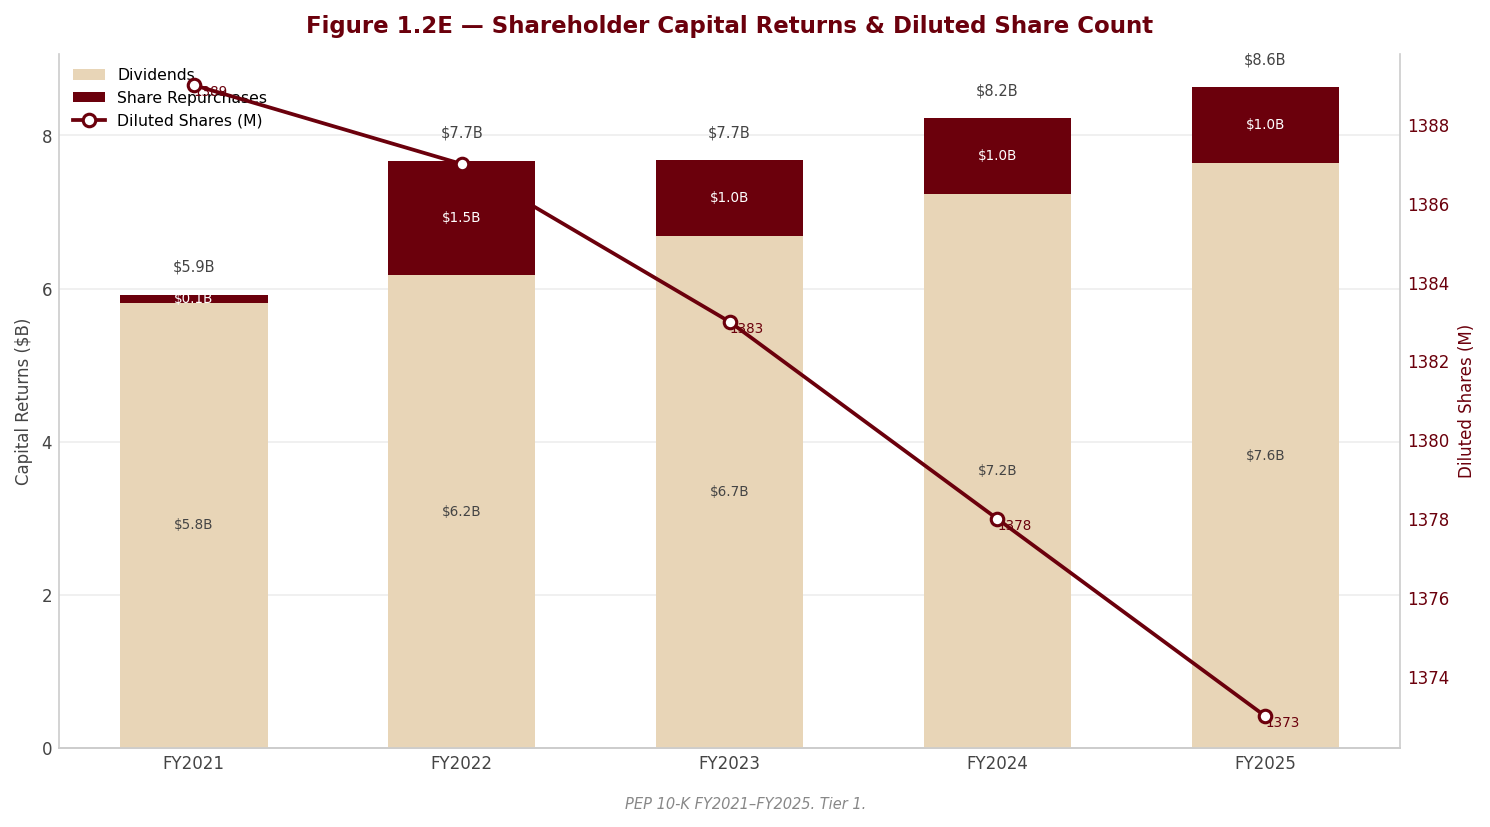 Figure 1.2E — Shareholder Capital Returns & Diluted Share Count
Dividends
Share Repurchases
Diluted Shares (M)
1389
$5.9B
$0.1B
$5.8B
$7.7B
$1.5B
$6.2B
$7.7B
$1.0B
1383
$6.7B
$8.2B
$1.0B
$7.2B
1378
$8.6B
$1.0B
$7.6B
1373
Capital Returns ($B)
8
6
4
2
0
1388
1386
1384
1382
1380
1378
1376
1374
Diluted Shares (M)
FY2021
FY2022
FY2023
FY2024
FY2025
PEP 10-K FY2021–FY2025. Tier 1.